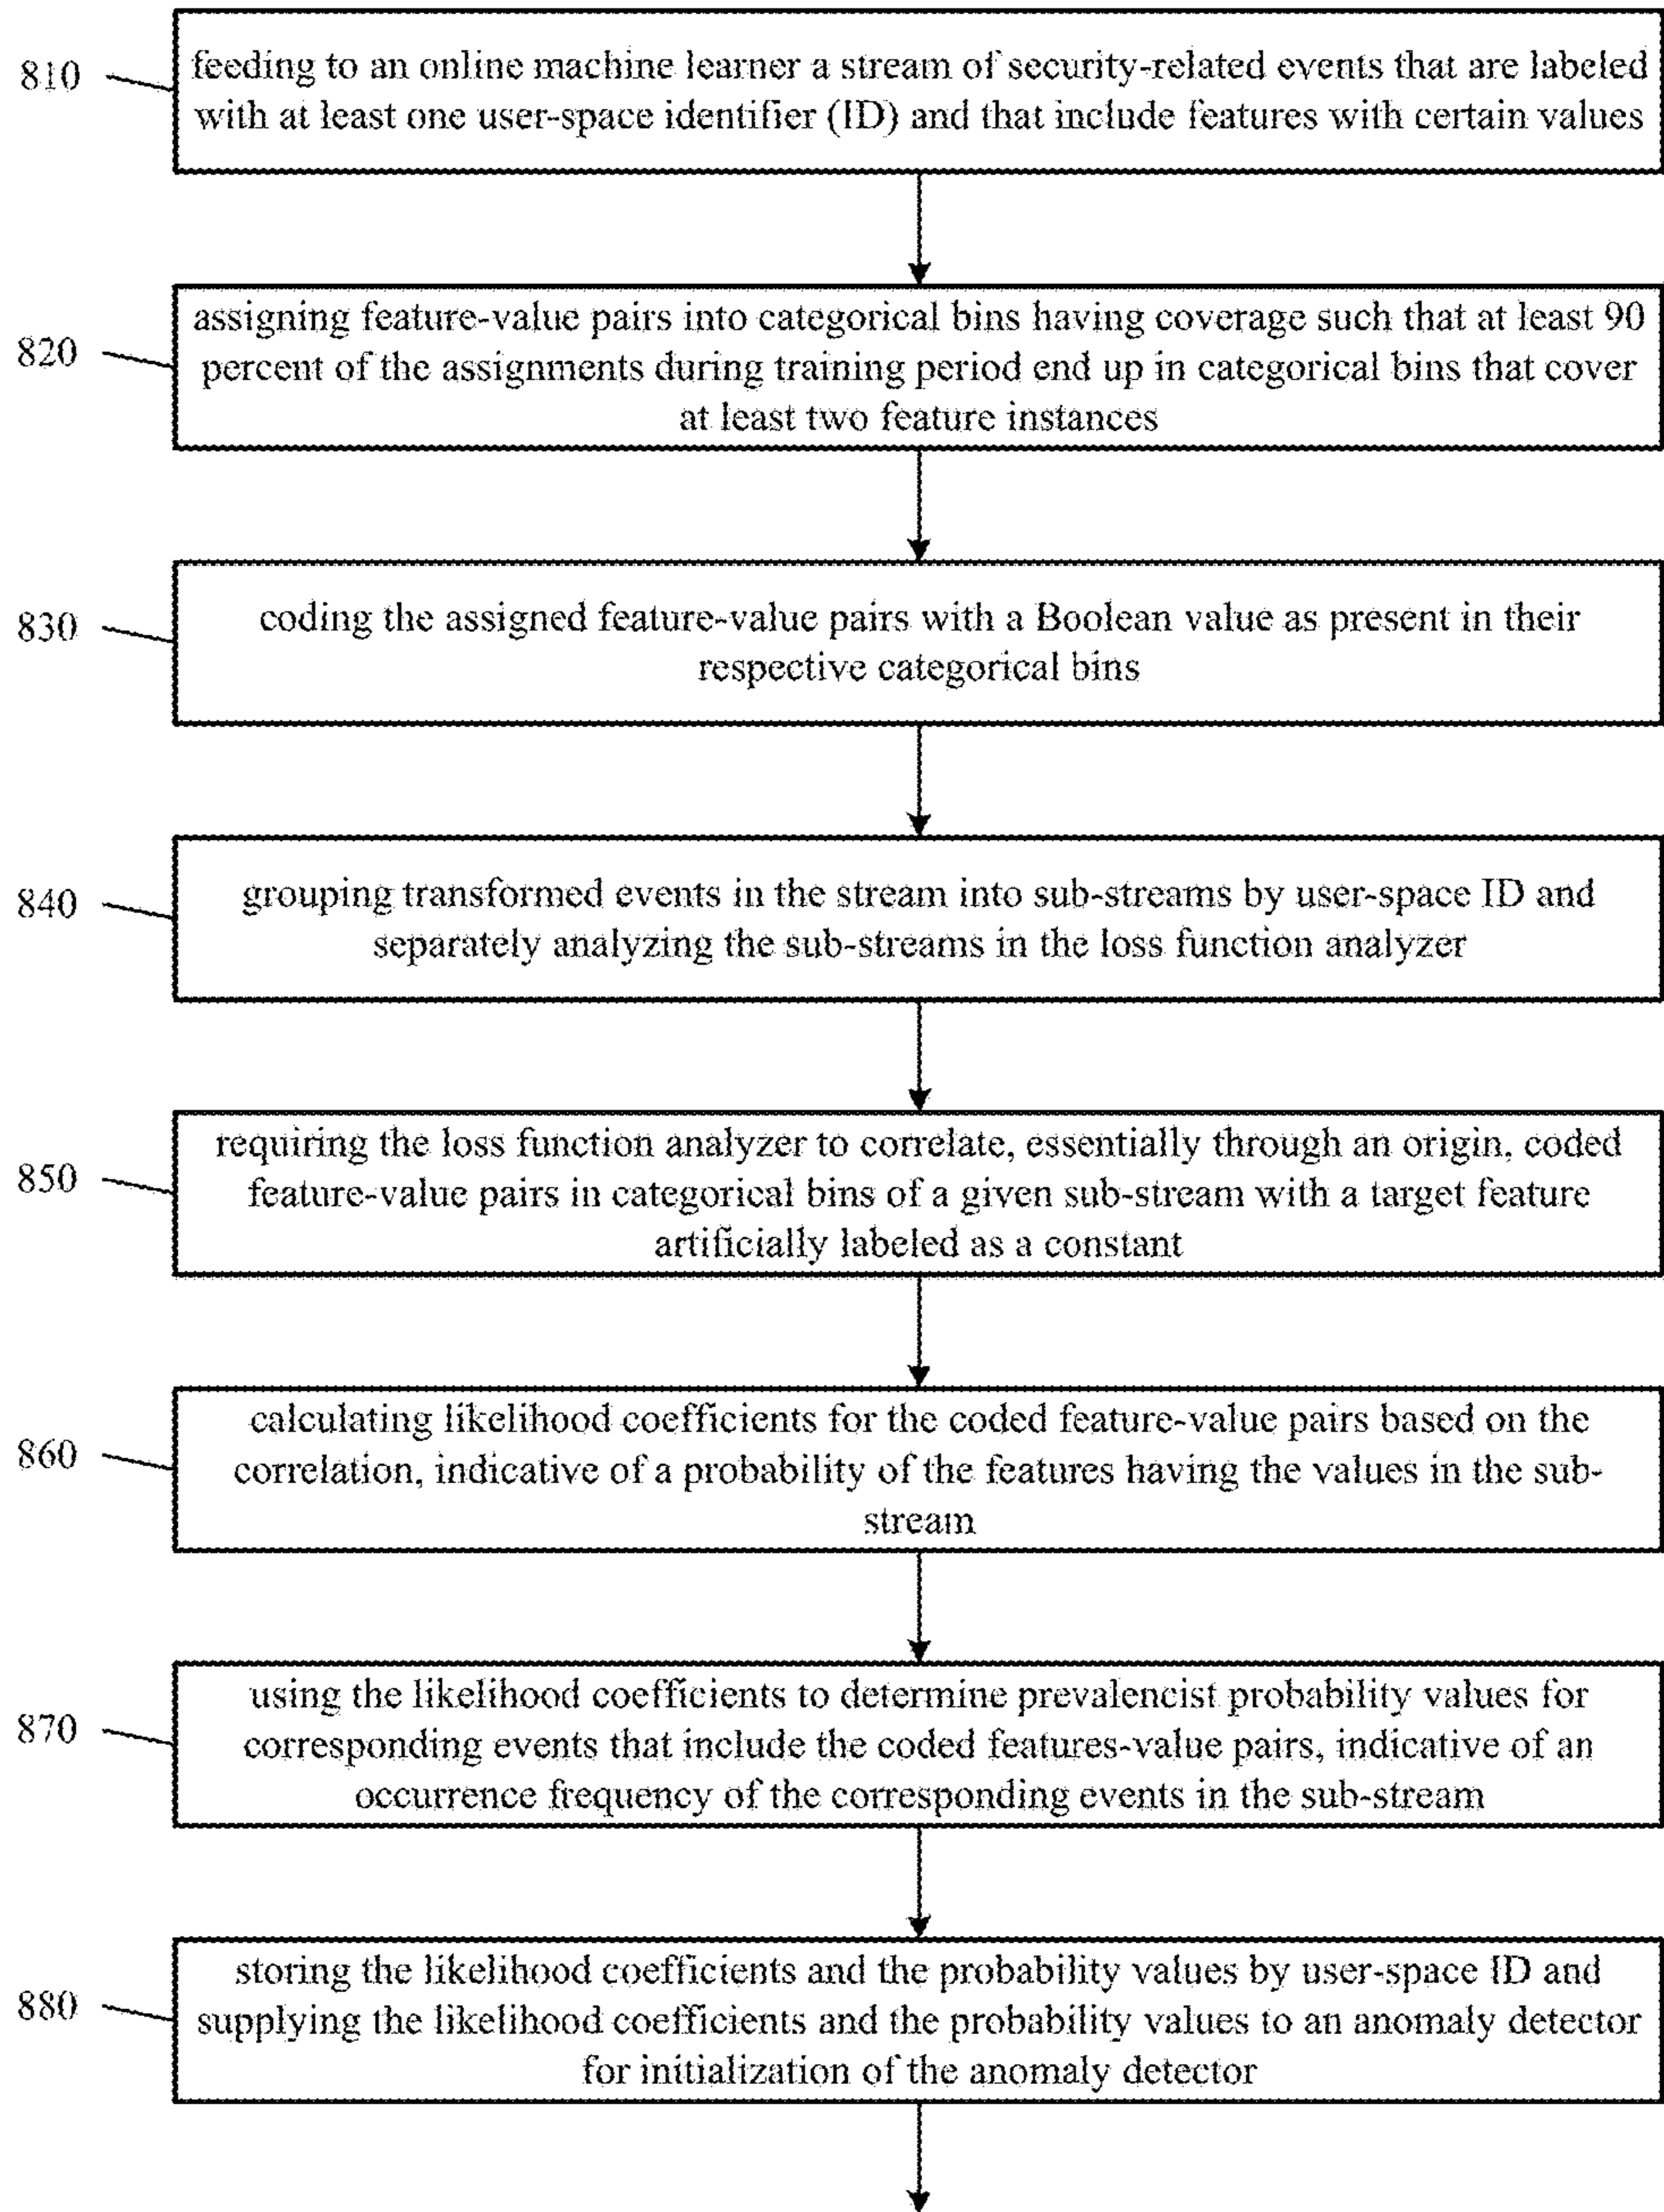 810
feeding to an online machine learner a stream of security-related events that are labeled
with at least one user-space identifier (ID) and that include features with certain values
820
assigning feature-value pairs into categorical bins having coverage such that at least 90
percent of the assignments during training period end up in categorical bins that cover
at least two feature instances
830
coding the assigned feature-value pairs with a Boolean value as present in their
respective categorical bins
840
grouping transformed events in the stream into sub-streams by user-space ID and
separately analyzing the sub-streams in the loss function analyzer
850
requiring the loss function analyzer to correlate, essentially through an origin, coded
feature-value pairs in categorical bins of a given sub-stream with a target feature
artificially labeled as a constant
860
calculating likelihood coefficients for the coded feature-value pairs based on the
correlation, indicative of a probability of the features having the values in the sub-
stream
870
using the likelihood coefficients to determine prevalencist probability values for
corresponding events that include the coded features-value pairs, indicative of an
occurrence frequency of the corresponding events in the sub-stream
880
storing the likelihood coefficients and the probability values by user-space ID and
supplying the likelihood coefficients and the probability values to an anomaly detector
for initialization of the anomaly detector